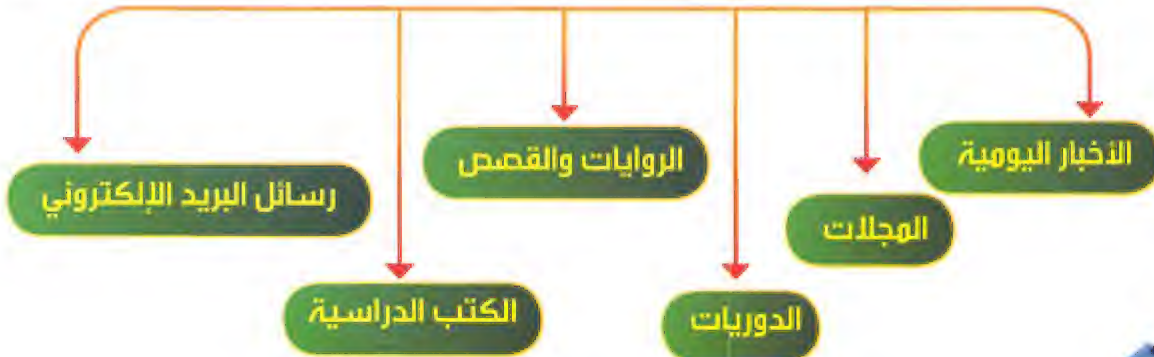 الأخبار اليومية
المجلات
الدوريات
الروايات والقصص
الكتب الدراسية
رسائل البريد الإلكتروني